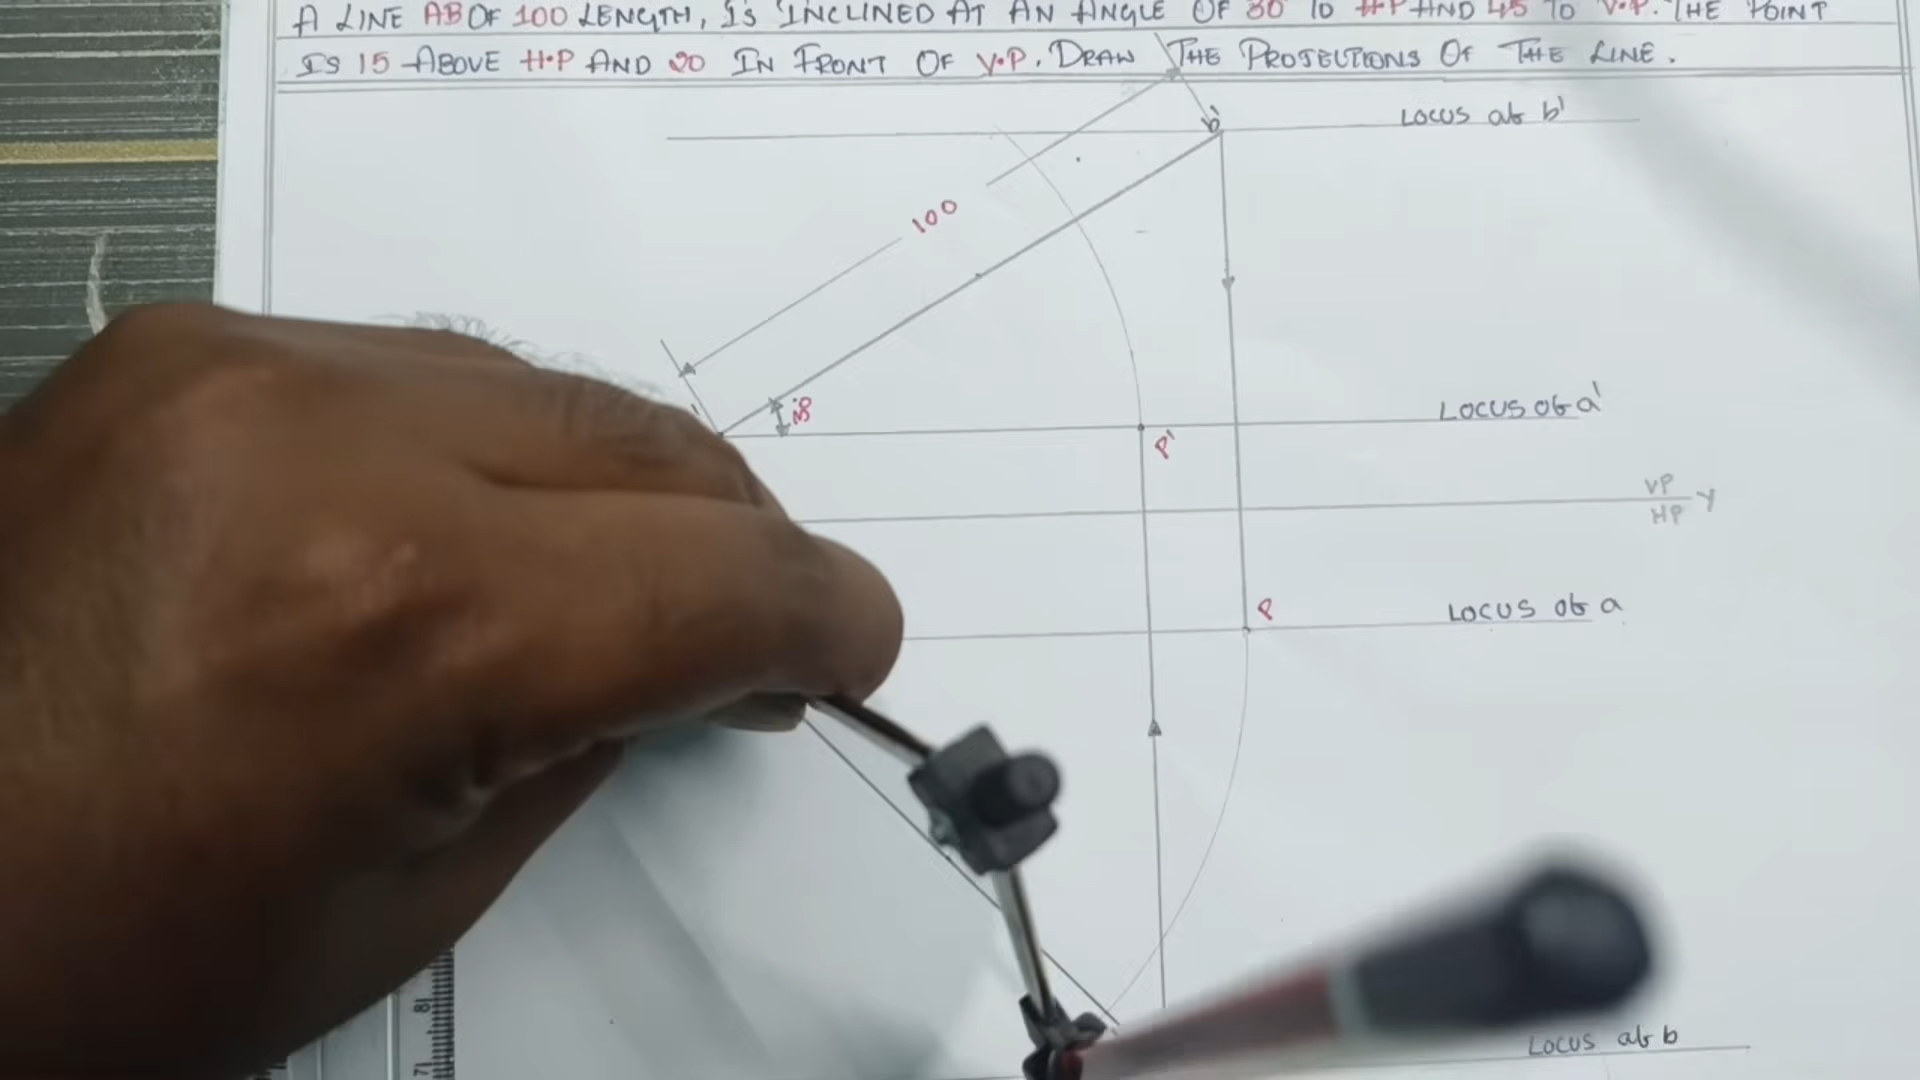 A LINE AB OF 100 LENGTH, IS INCLINED AT AN ANGLE OF 30 TO H.P AND 45 TO V.P. THE POINT
IS 15 ABOVE H.P AND 20 IN FRONT OF V.P. DRAW THE PROJECTIONS OF THE LINE.
b'
LOCUS of b'
100
30
LOCUS of a'
P'
VP
HP
Y
P
LOCUS of a
18
17
LOCUS of b